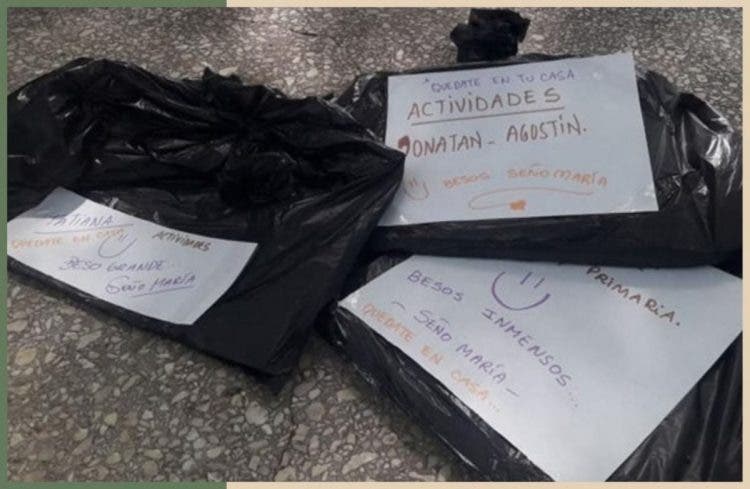 "QUEDATE EN TU CASA
ACTIVIDADES
JONATAN - AGOSTIN.
BESOS SEÑO MARÍA
TATIANA
QUEDATE EN CASA
ACTIVIDADES
BESO GRANDE...
SEÑO MARÍA
PRIMARIA.
BESOS INMENSOS...
- SEÑO MARÍA -
QUEDATE EN CASA...